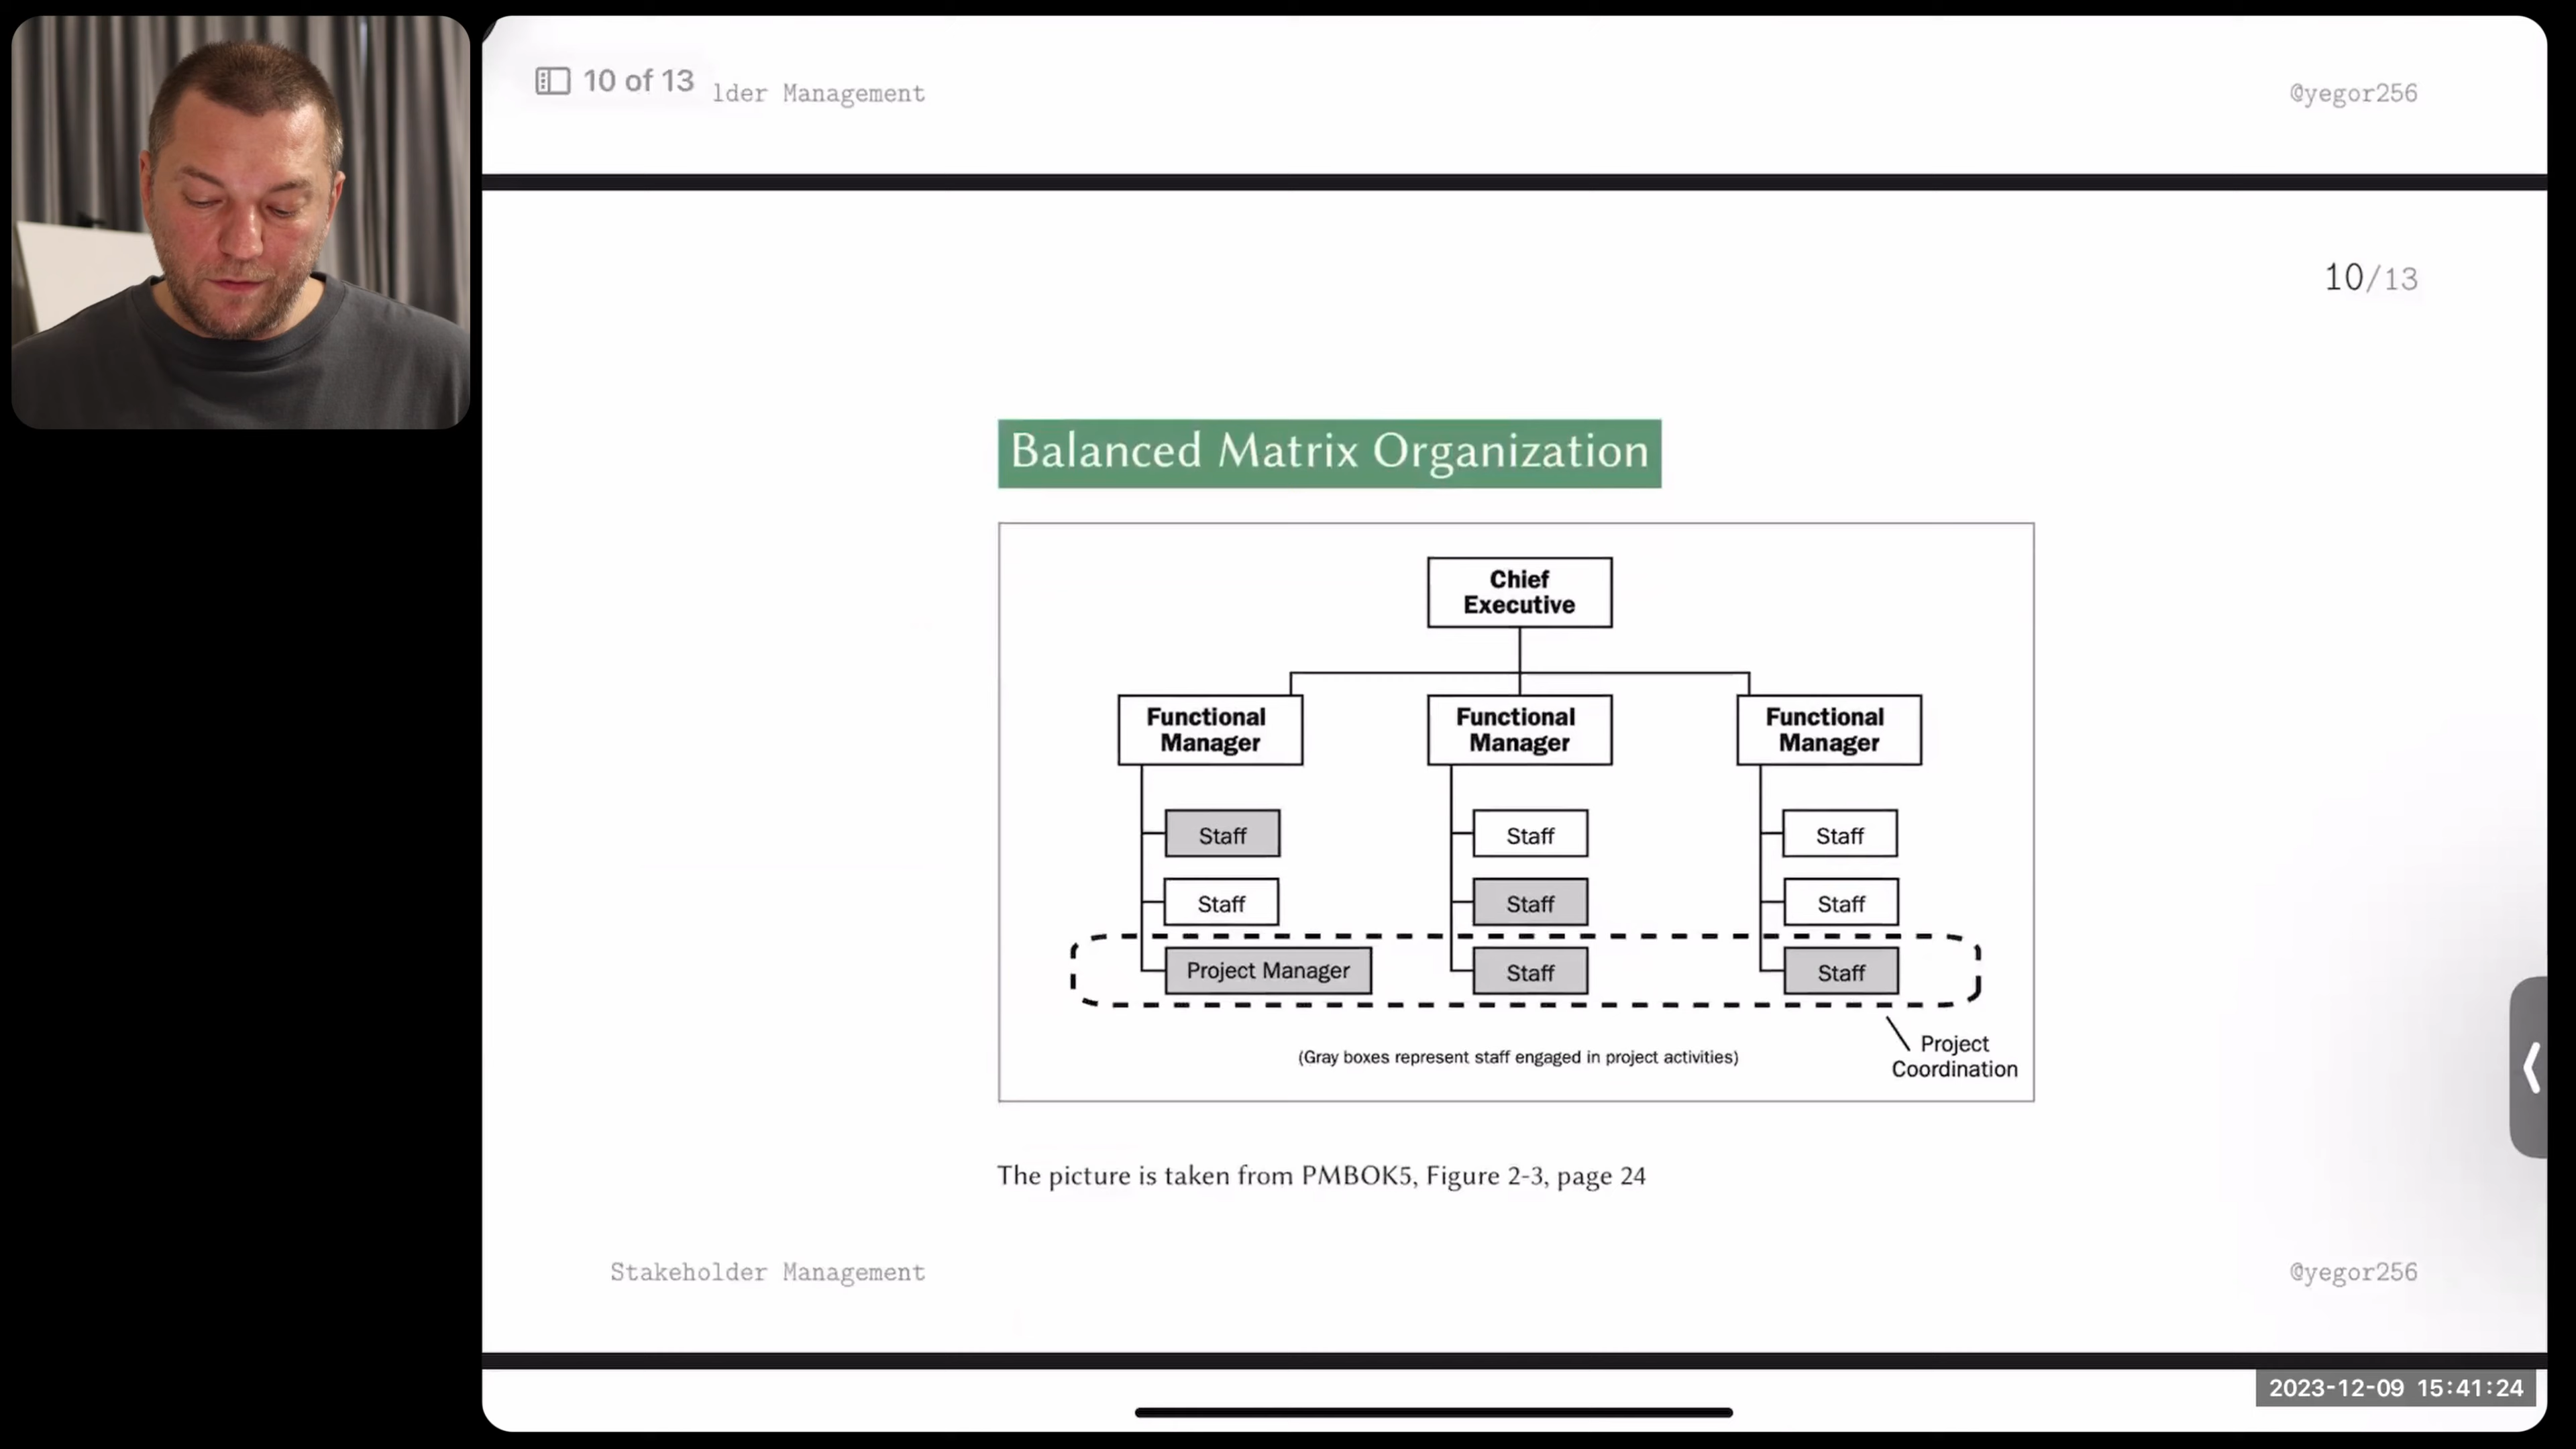 10 of 13
lder Management
@yegor256
10/13
Balanced Matrix Organization
Chief
Executive
Functional
Manager
Functional
Manager
Functional
Manager
Staff
Staff
Staff
Staff
Staff
Staff
Project Manager
Staff
Staff
(Gray boxes represent staff engaged in project activities)
Project
Coordination
The picture is taken from PMBOK5, Figure 2-3, page 24
Stakeholder Management
@yegor256
2023-12-09 15:41:24